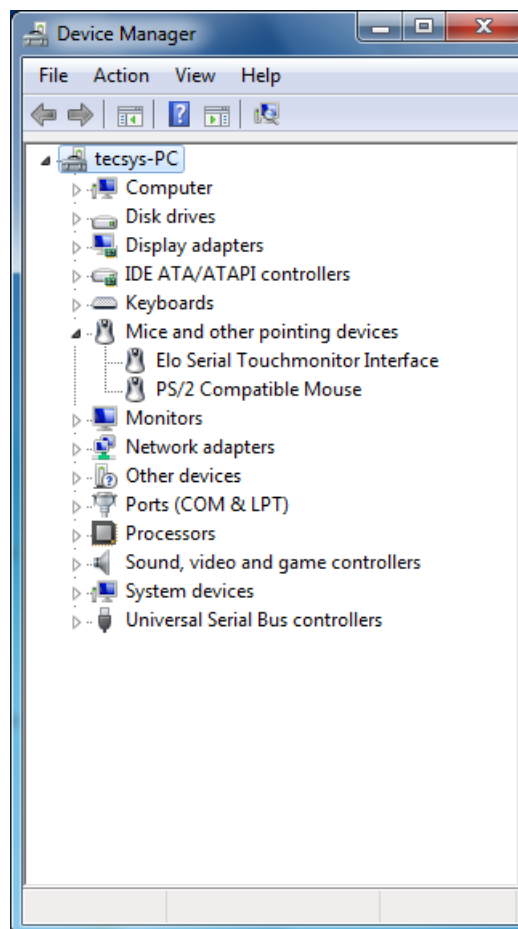 Device Manager
File Action View Help
tecsys-PC
Computer
Disk drives
Display adapters
IDE ATA/ATAPI controllers
Keyboards
Mice and other pointing devices
Elo Serial Touchmonitor Interface
PS/2 Compatible Mouse
Monitors
Network adapters
Other devices
Ports (COM & LPT)
Processors
Sound, video and game controllers
System devices
Universal Serial Bus controllers